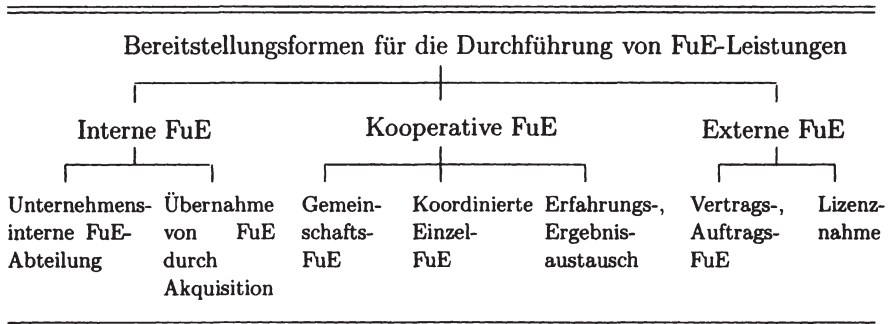 Bereitstellungsformen für die Durchführung von FuE-Leistungen
Interne FuE
Kooperative FuE
Externe FuE
Unternehmens-
interne FuE-
Abteilung
Übernahme
von FuE
durch
Akquisition
Gemein-
schafts-
FuE
Koordinierte
Einzel-
FuE
Erfahrungs-,
Ergebnis-
austausch
Vertrags-,
Auftrags-
FuE
Lizenz-
nahme